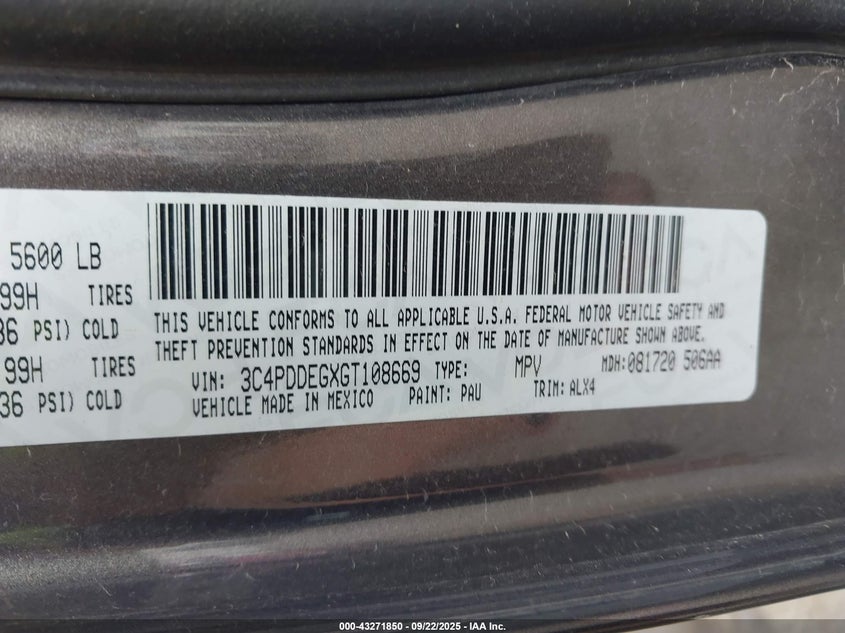 5600 LB
99H TIRES
36 PSI) COLD
99H TIRES
36 PSI) COLD
THIS VEHICLE CONFORMS TO ALL APPLICABLE U.S.A. FEDERAL MOTOR VEHICLE SAFETY AND
THEFT PREVENTION STANDARDS IN EFFECT ON THE DATE OF MANUFACTURE SHOWN ABOVE.
VIN: 3C4PDDEGXGT108669 TYPE: MPV MDH:081720 506AA
VEHICLE MADE IN MEXICO PAINT: PAU TRIM: ALX4
000-43271850 - 09/22/2025 - IAA Inc.